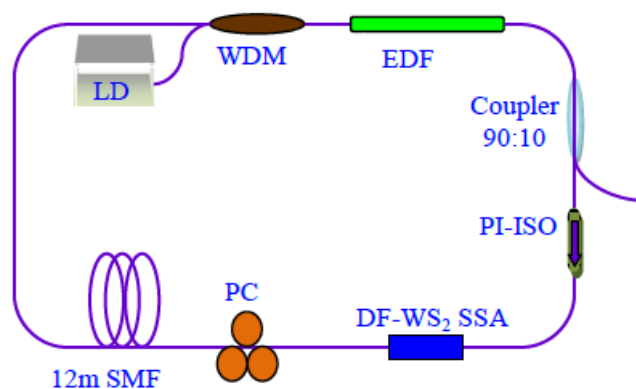 WDM
EDF
LD
Coupler
90:10
PI-ISO
PC
DF-WS₂ SSA
12m SMF